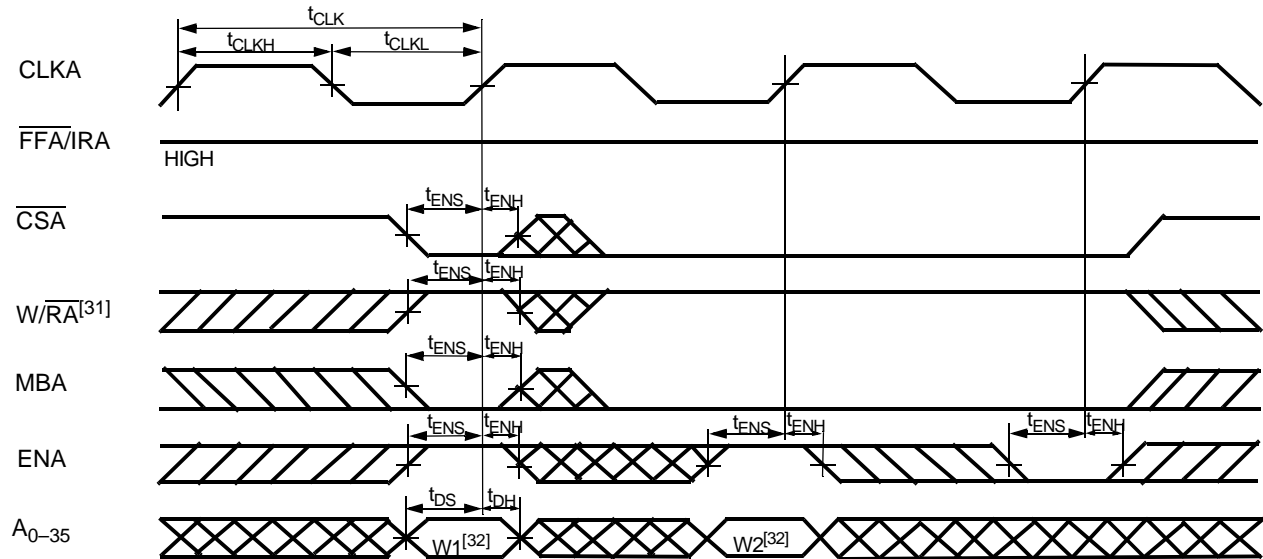 tCLK
tCLKH tCLKL
CLKA
FFA/IRA
HIGH
tENS tENH
CSA
tENS tENH
W/RA[31]
tENS tENH
MBA
tENS tENH tENS tENH tENS tENH
ENA
tDS tDH
A0–35
W1[32] W2[32]